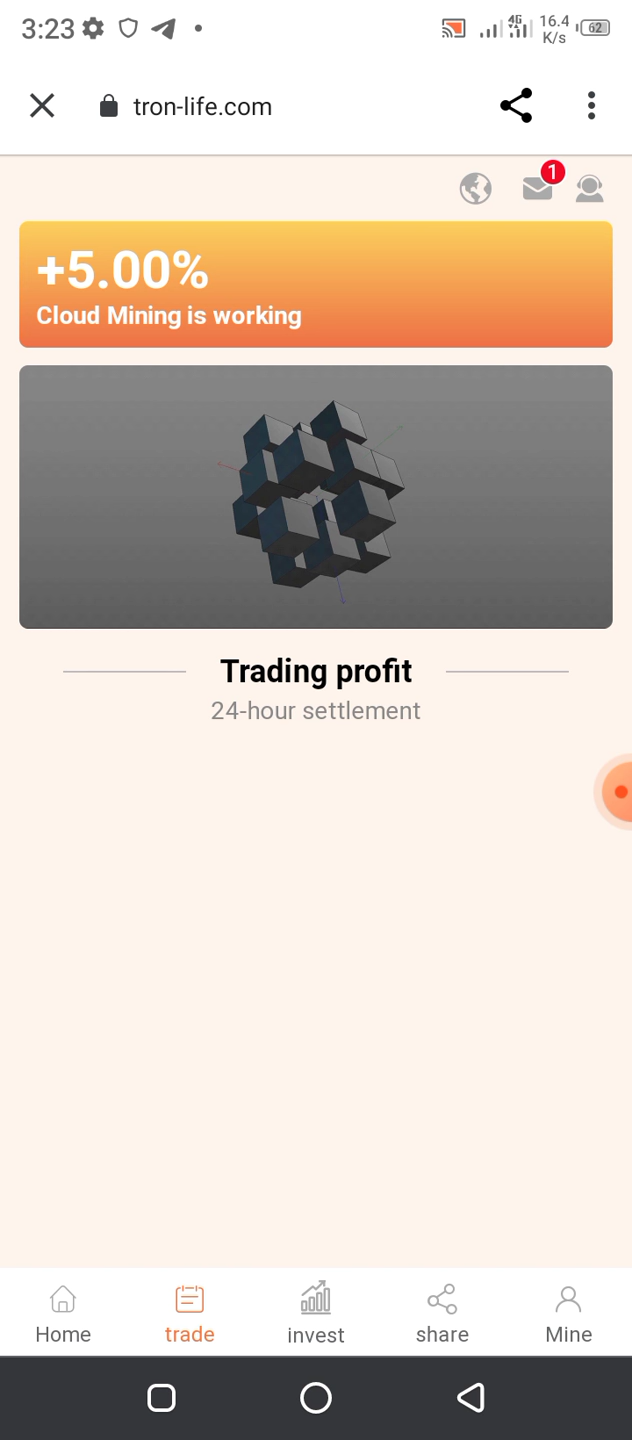 3:23
4G
16.4
K/s
62
tron-life.com
1
+5.00%
Cloud Mining is working
Trading profit
24-hour settlement
Home
trade
invest
share
Mine